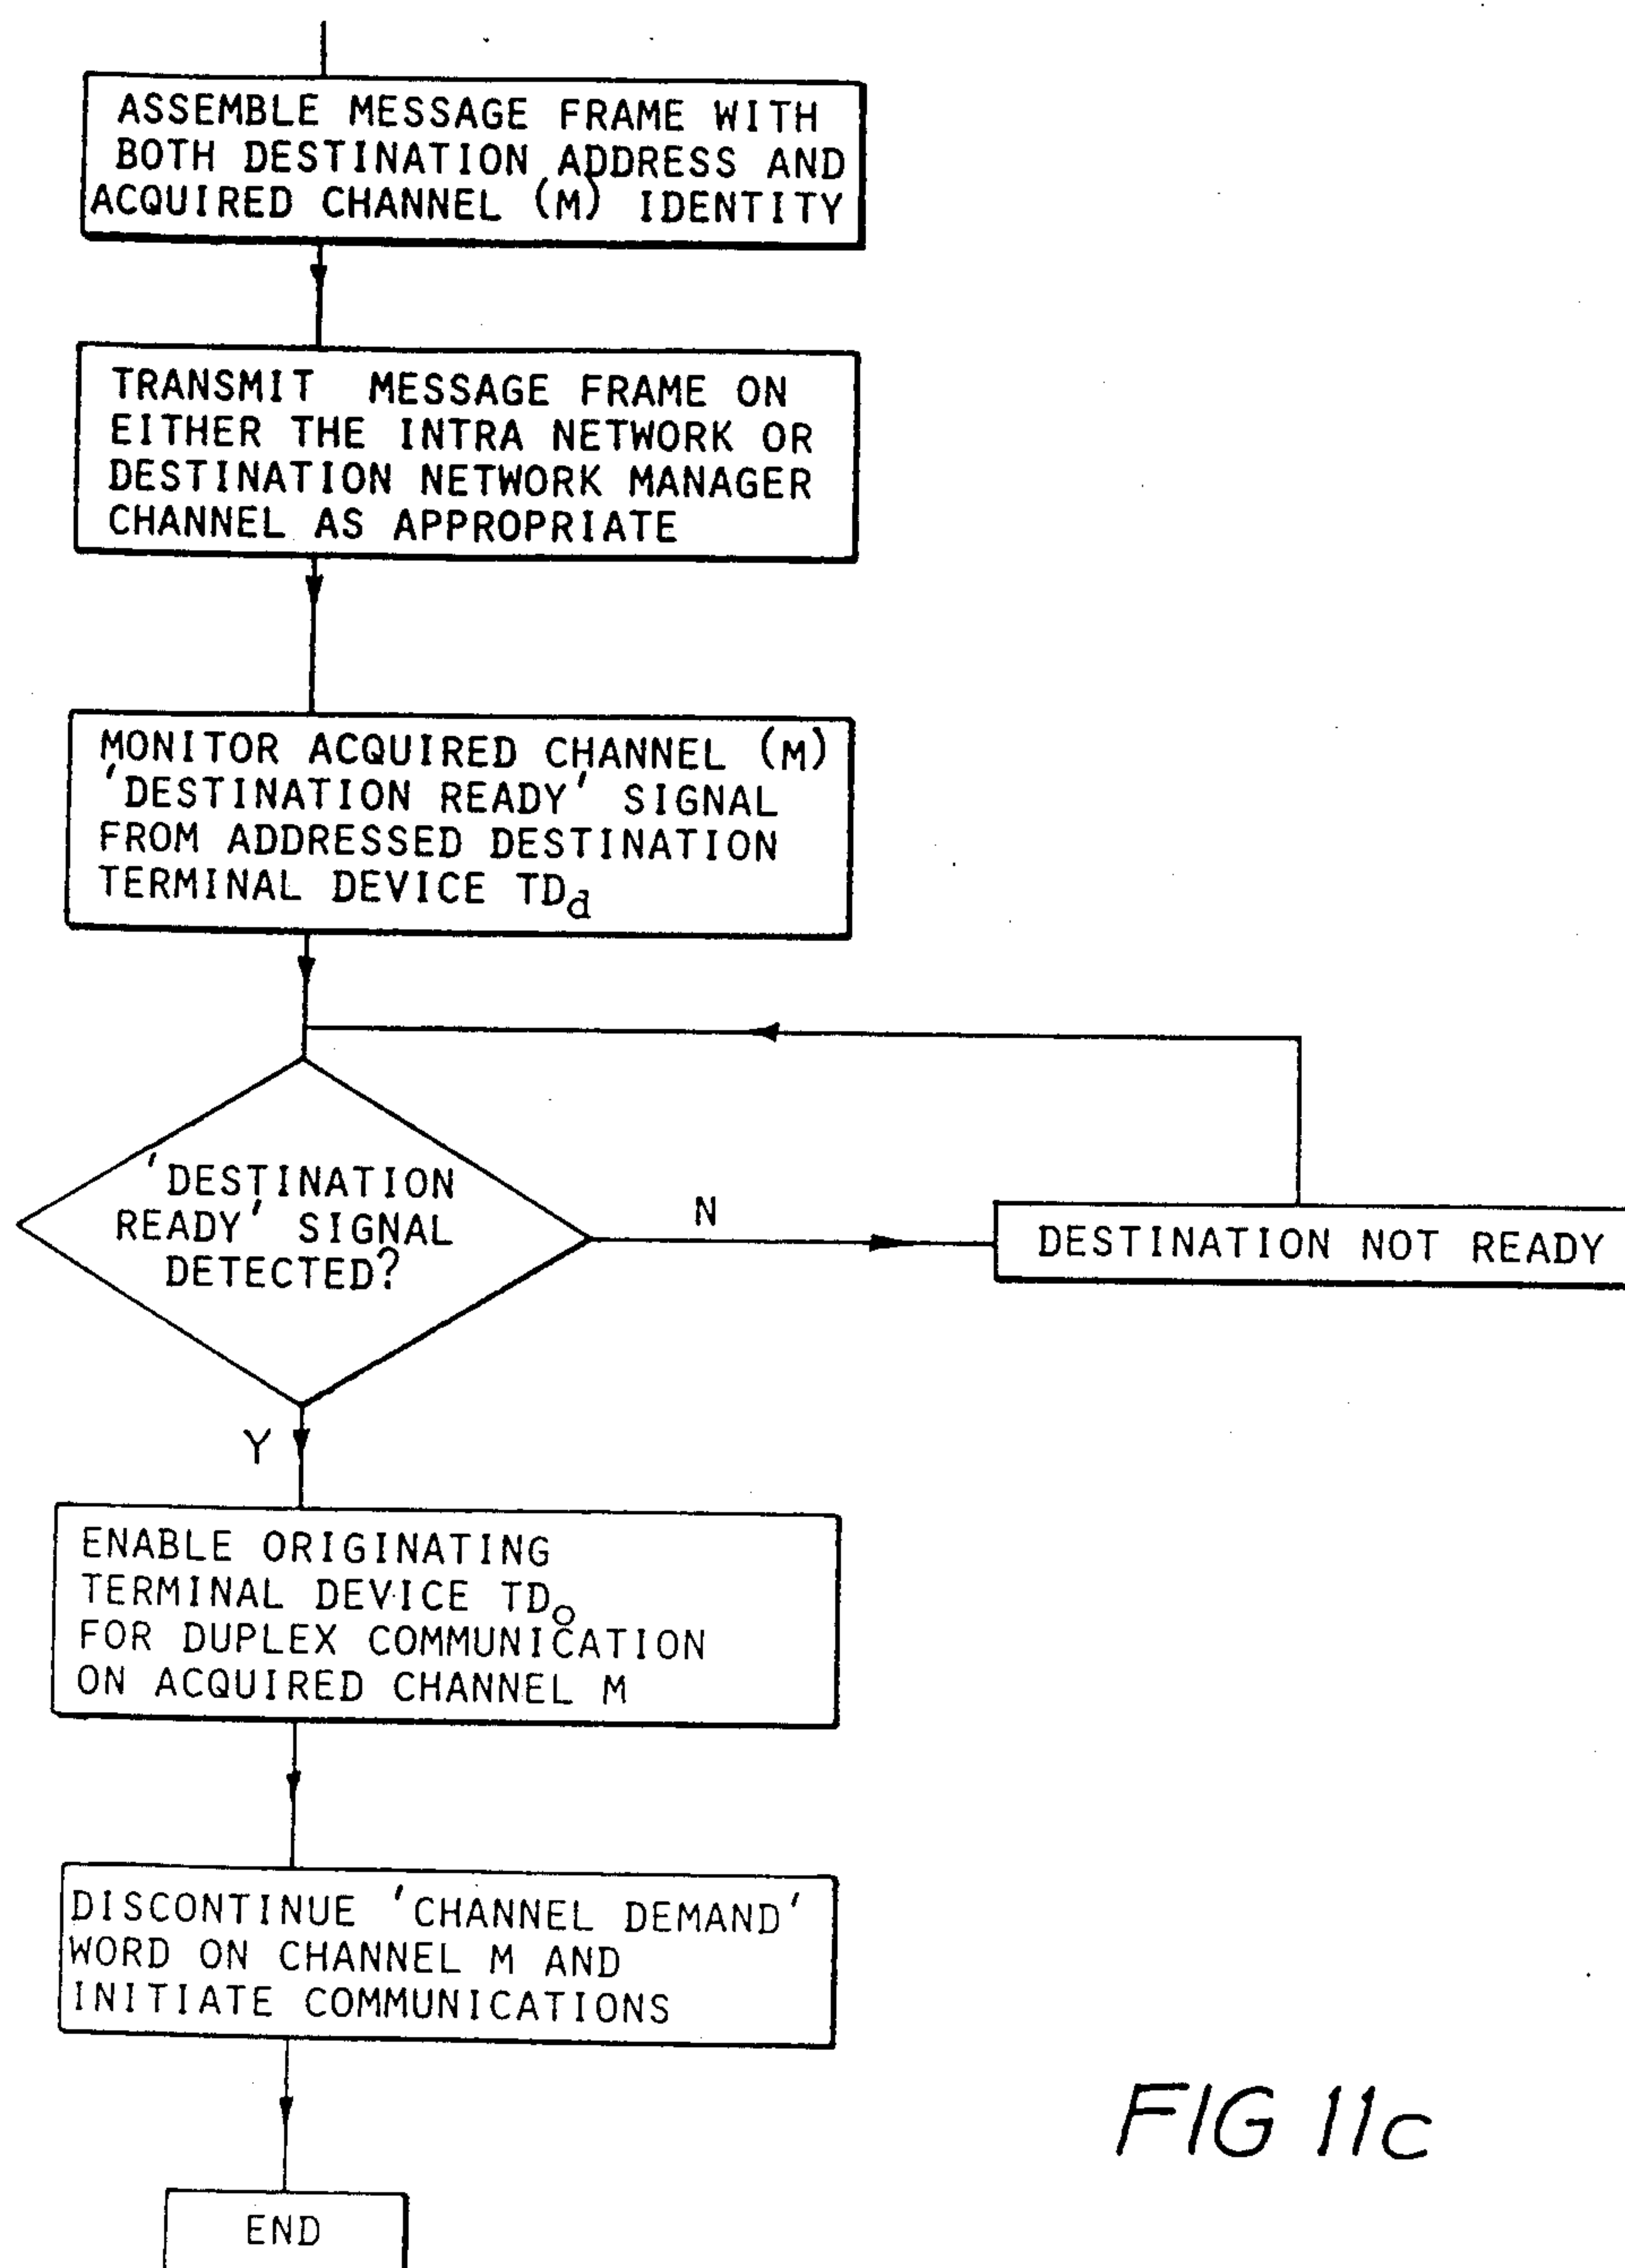 ASSEMBLE MESSAGE FRAME WITH
BOTH DESTINATION ADDRESS AND
ACQUIRED CHANNEL (M) IDENTITY
TRANSMIT MESSAGE FRAME ON
EITHER THE INTRA NETWORK OR
DESTINATION NETWORK MANAGER
CHANNEL AS APPROPRIATE
MONITOR ACQUIRED CHANNEL (M)
'DESTINATION READY' SIGNAL
FROM ADDRESSED DESTINATION
TERMINAL DEVICE TDd
'DESTINATION
READY' SIGNAL
DETECTED?
N
DESTINATION NOT READY
Y
ENABLE ORIGINATING
TERMINAL DEVICE TDo
FOR DUPLEX COMMUNICATION
ON ACQUIRED CHANNEL M
DISCONTINUE 'CHANNEL DEMAND'
WORD ON CHANNEL M AND
INITIATE COMMUNICATIONS
END
FIG 11c